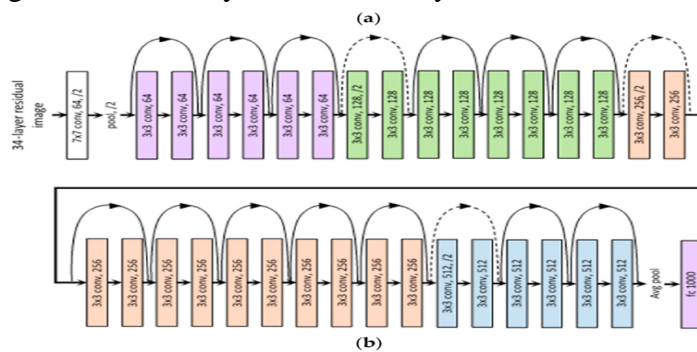 (a)
34-layer residual
image
7x7 conv, 64, /2
pool, /2
3x3 conv, 64
3x3 conv, 64
3x3 conv, 64
3x3 conv, 64
3x3 conv, 64
3x3 conv, 64
3x3 conv, 128, /2
3x3 conv, 128
3x3 conv, 128
3x3 conv, 128
3x3 conv, 128
3x3 conv, 128
3x3 conv, 128
3x3 conv, 128
3x3 conv, 256, /2
3x3 conv, 256
3x3 conv, 256
3x3 conv, 256
3x3 conv, 256
3x3 conv, 256
3x3 conv, 256
3x3 conv, 256
3x3 conv, 256
3x3 conv, 256
3x3 conv, 256
3x3 conv, 256
3x3 conv, 512, /2
3x3 conv, 512
3x3 conv, 512
3x3 conv, 512
3x3 conv, 512
3x3 conv, 512
Avg pool
fc 1000
(b)